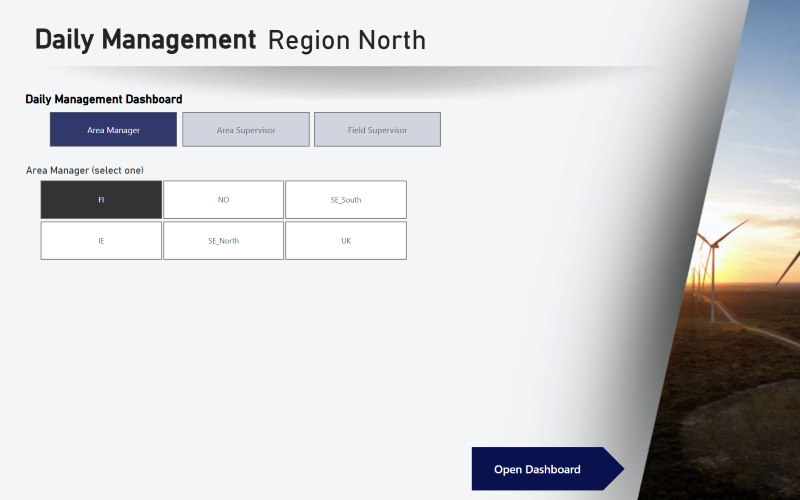 Daily Management Region North
Daily Management Dashboard
Area Manager Area Supervisor Field Supervisor
Area Manager (select one)
FI NO SE_South
IE SE_North UK
Open Dashboard